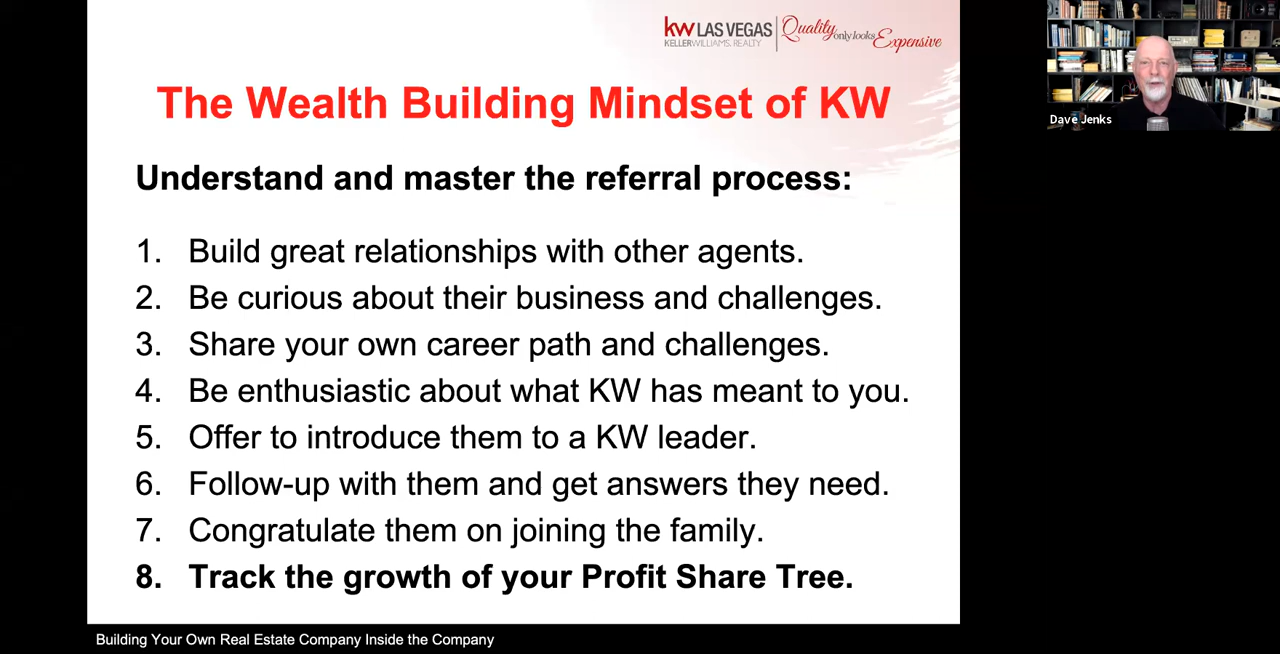 kw LAS VEGAS
KELLERWILLIAMS. REALTY
Quality only looks Expensive
Dave Jenks
The Wealth Building Mindset of KW
Understand and master the referral process:
1. Build great relationships with other agents.
2. Be curious about their business and challenges.
3. Share your own career path and challenges.
4. Be enthusiastic about what KW has meant to you.
5. Offer to introduce them to a KW leader.
6. Follow-up with them and get answers they need.
7. Congratulate them on joining the family.
8. Track the growth of your Profit Share Tree.
Building Your Own Real Estate Company Inside the Company